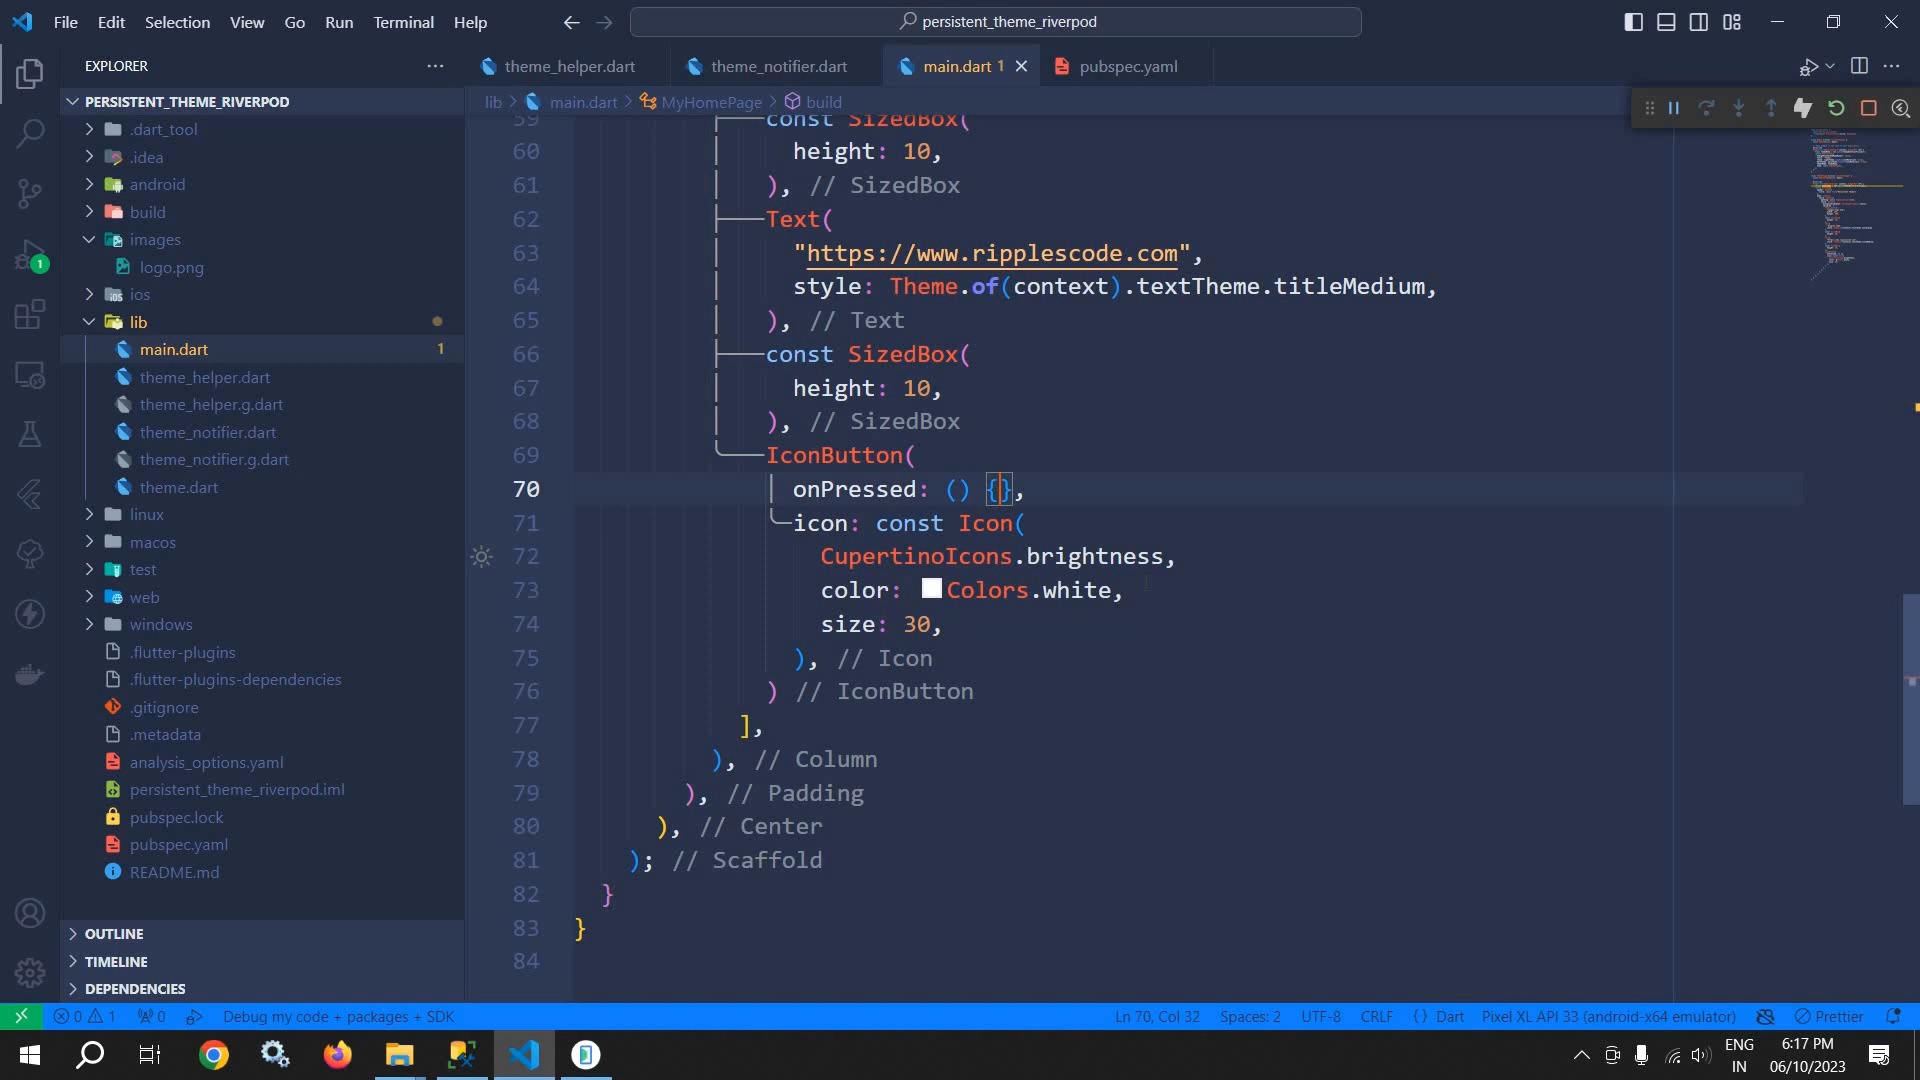 File Edit Selection View Go Run Terminal Help
persistent_theme_riverpod
EXPLORER
theme_helper.dart
theme_notifier.dart
main.dart 1
pubspec.yaml
PERSISTENT_THEME_RIVERPOD
lib > main.dart > MyHomePage > build
.dart_tool
.idea
android
build
images
logo.png
ios
lib
main.dart 1
theme_helper.dart
theme_helper.g.dart
theme_notifier.dart
theme_notifier.g.dart
theme.dart
linux
macos
test
web
windows
.flutter-plugins
.flutter-plugins-dependencies
.gitignore
.metadata
analysis_options.yaml
persistent_theme_riverpod.iml
pubspec.lock
pubspec.yaml
README.md
OUTLINE
TIMELINE
DEPENDENCIES
1
59 const SizedBox(
60 height: 10,
61 ), // SizedBox
62 Text(
63 "https://www.ripplescode.com",
64 style: Theme.of(context).textTheme.titleMedium,
65 ), // Text
66 const SizedBox(
67 height: 10,
68 ), // SizedBox
69 IconButton(
70 onPressed: () {},
71 icon: const Icon(
72 CupertinoIcons.brightness,
73 color: Colors.white,
74 size: 30,
75 ), // Icon
76 ) // IconButton
77 ],
78 ), // Column
79 ), // Padding
80 ), // Center
81 ); // Scaffold
82 }
83 }
84
0 1 0 Debug my code + packages + SDK
Ln 70, Col 32 Spaces: 2 UTF-8 CRLF { } Dart Pixel XL API 33 (android-x64 emulator) Prettier
ENG
IN
6:17 PM
06/10/2023